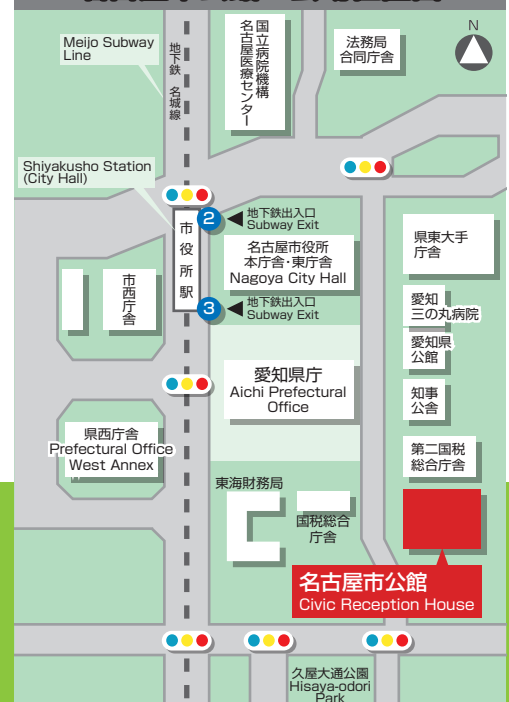 N
Meijo Subway
Line
地下鉄 名城線
国立病院機構
名古屋医療センター
法務局
合同庁舎
Shiyakusho Station
(City Hall)
市役所駅
2
地下鉄出入口
Subway Exit
名古屋市役所
本庁舎・東庁舎
Nagoya City Hall
県東大手
庁舎
市西庁舎
3
地下鉄出入口
Subway Exit
愛知
三の丸病院
愛知県
公館
愛知県庁
Aichi Prefectural
Office
知事
公舎
県西庁舎
Prefectural Office
West Annex
第二国税
総合庁舎
東海財務局
国税総合
庁舎
名古屋市公館
Civic Reception House
久屋大通公園
Hisaya-odori
Park